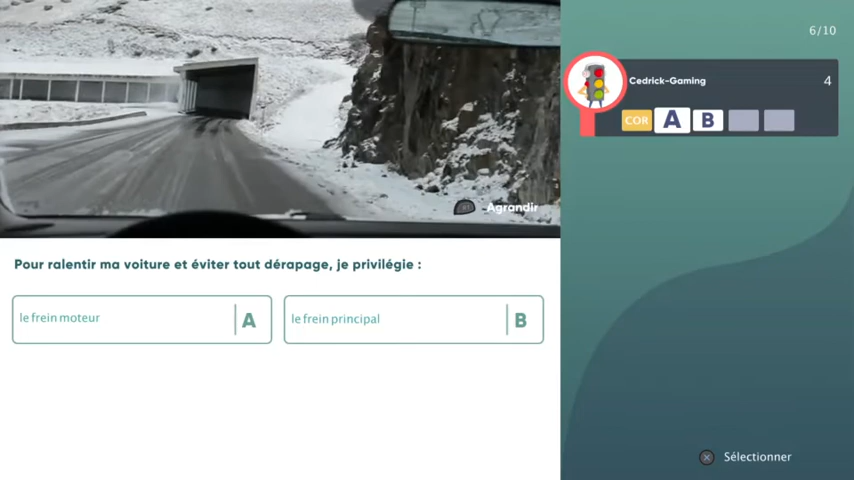 6/10
Cedrick-Gaming 4
COR A B
Agrandir
Pour ralentir ma voiture et éviter tout dérapage, je privilégie :
le frein moteur A
le frein principal B
Sélectionner